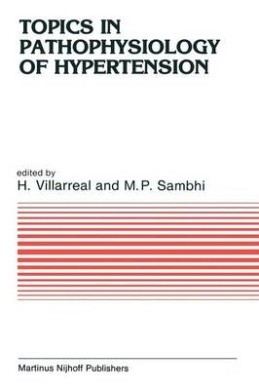 TOPICS IN
PATHOPHYSIOLOGY
OF HYPERTENSION
edited by
H. Villarreal and M.P. Sambhi
Martinus Nijhoff Publishers